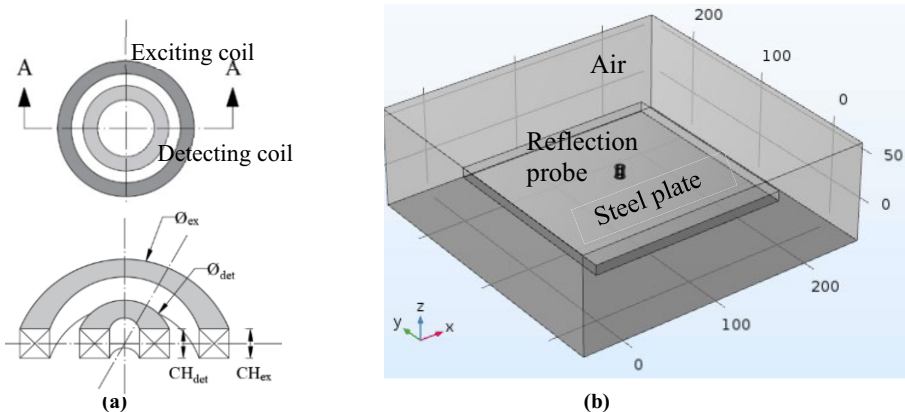 Exciting coil
A
A
Detecting coil
Øex
Ødet
CHdet
CHex
(a)
200
100
0
50
0
200
100
0
Air
Reflection
probe
Steel plate
z
y
x
(b)